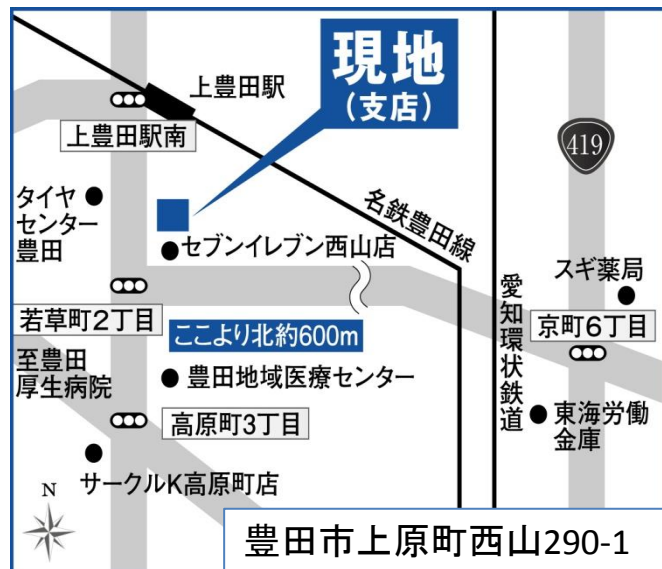 上豊田駅
現地
(支店)
上豊田駅南
419
タイヤ
センター
豊田
名鉄豊田線
セブンイレブン西山店
スギ薬局
若草町2丁目
ここより北約600m
愛知環状鉄道
京町6丁目
至豊田
厚生病院
豊田地域医療センター
高原町3丁目
東海労働
金庫
サークルK高原町店
N
豊田市上原町西山290-1